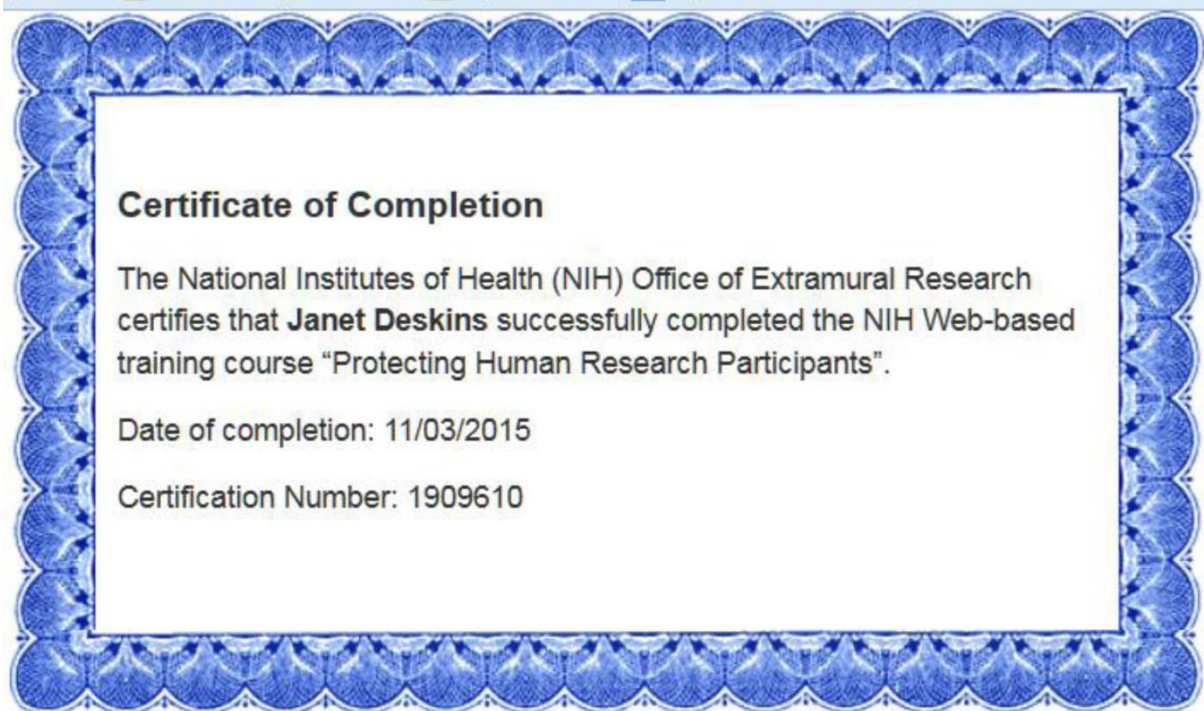 Certificate of Completion
The National Institutes of Health (NIH) Office of Extramural Research
certifies that Janet Deskins successfully completed the NIH Web-based
training course “Protecting Human Research Participants”.
Date of completion: 11/03/2015
Certification Number: 1909610